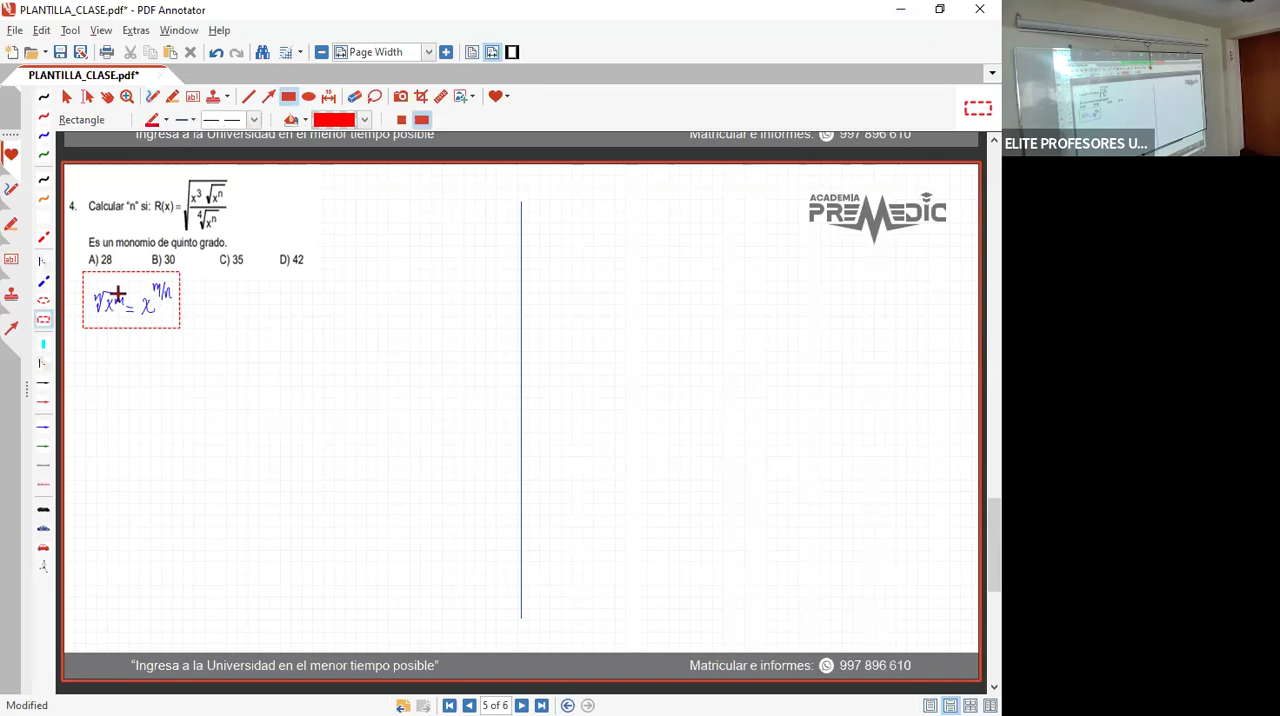 PLANTILLA_CLASE.pdf* - PDF Annotator
File Edit Tool View Extras Window Help
Page Width
PLANTILLA_CLASE.pdf*
Rectangle
Ingresa a la Universidad en el menor tiempo posible
Matricular e informes: 997 896 610
ELITE PROFESORES U...
4. Calcular "n" si: R(x) = √(x³ √xⁿ / ⁴√xⁿ)
Es un monomio de quinto grado.
A) 28 B) 30 C) 35 D) 42
ACADEMIA
PREMEDIC
ⁿ√xᵐ = x^(m/n)
"Ingresa a la Universidad en el menor tiempo posible"
Matricular e informes: 997 896 610
Modified
5 of 6